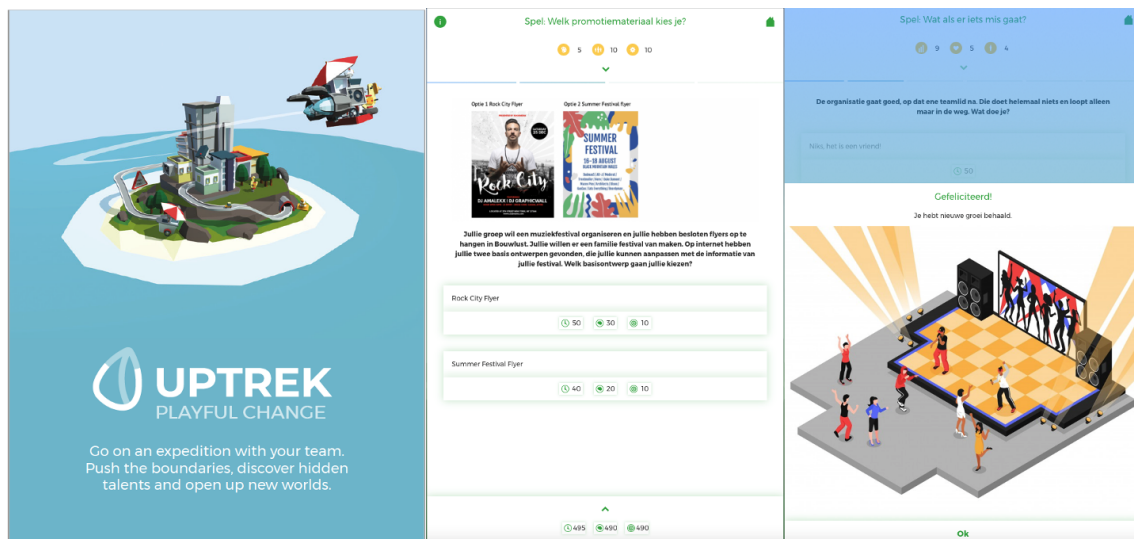 UPTREK
PLAYFUL CHANGE
Go on an expedition with your team.
Push the boundaries, discover hidden
talents and open up new worlds.
Spel: Welk promotiemateriaal kies je?
5 10 10
Optie 1 Rock City Flyer
Optie 2 Summer Festival flyer
Rock City
DJ AMALEXX / DJ GRAPHICWALL
SUMMER
FESTIVAL
16-18 AUGUST
Jullie groep wil een muziekfestival organiseren en jullie hebben besloten flyers op te
hangen in Bouwlust. Jullie willen er een familie festival van maken. Op internet hebben
jullie twee basis ontwerpen gevonden, die jullie kunnen aanpassen met de informatie van
jullie festival. Welk basisontwerp gaan jullie kiezen?
Rock City Flyer
50 30 10
Summer Festival Flyer
40 20 10
495 490 490
Spel: Wat als er iets mis gaat?
9 5 4
De organisatie gaat goed, op dat ene teamlid na. Die doet helemaal niets en loopt alleen
maar in de weg. Wat doe je?
Niks, het is een vriend!
50
Gefeliciteerd!
Je hebt nieuwe groei behaald.
Ok